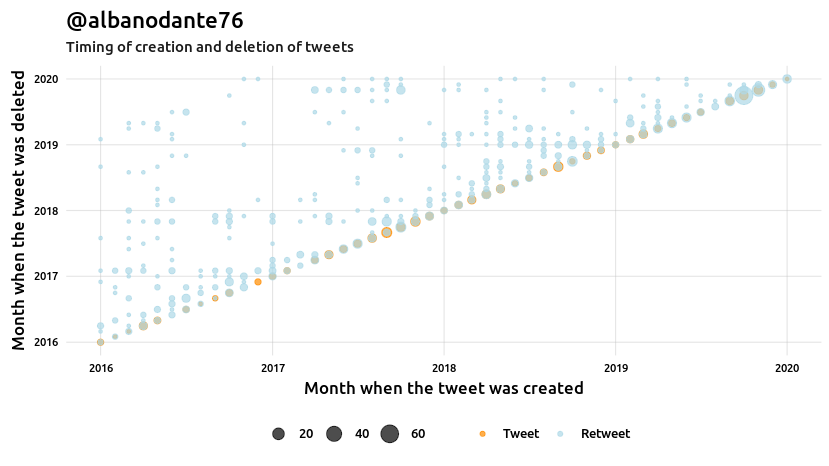 @albanodante76
Timing of creation and deletion of tweets
Month when the tweet was deleted
2020
2019
2018
2017
2016
2016 2017 2018 2019 2020
Month when the tweet was created
20 40 60 Tweet Retweet